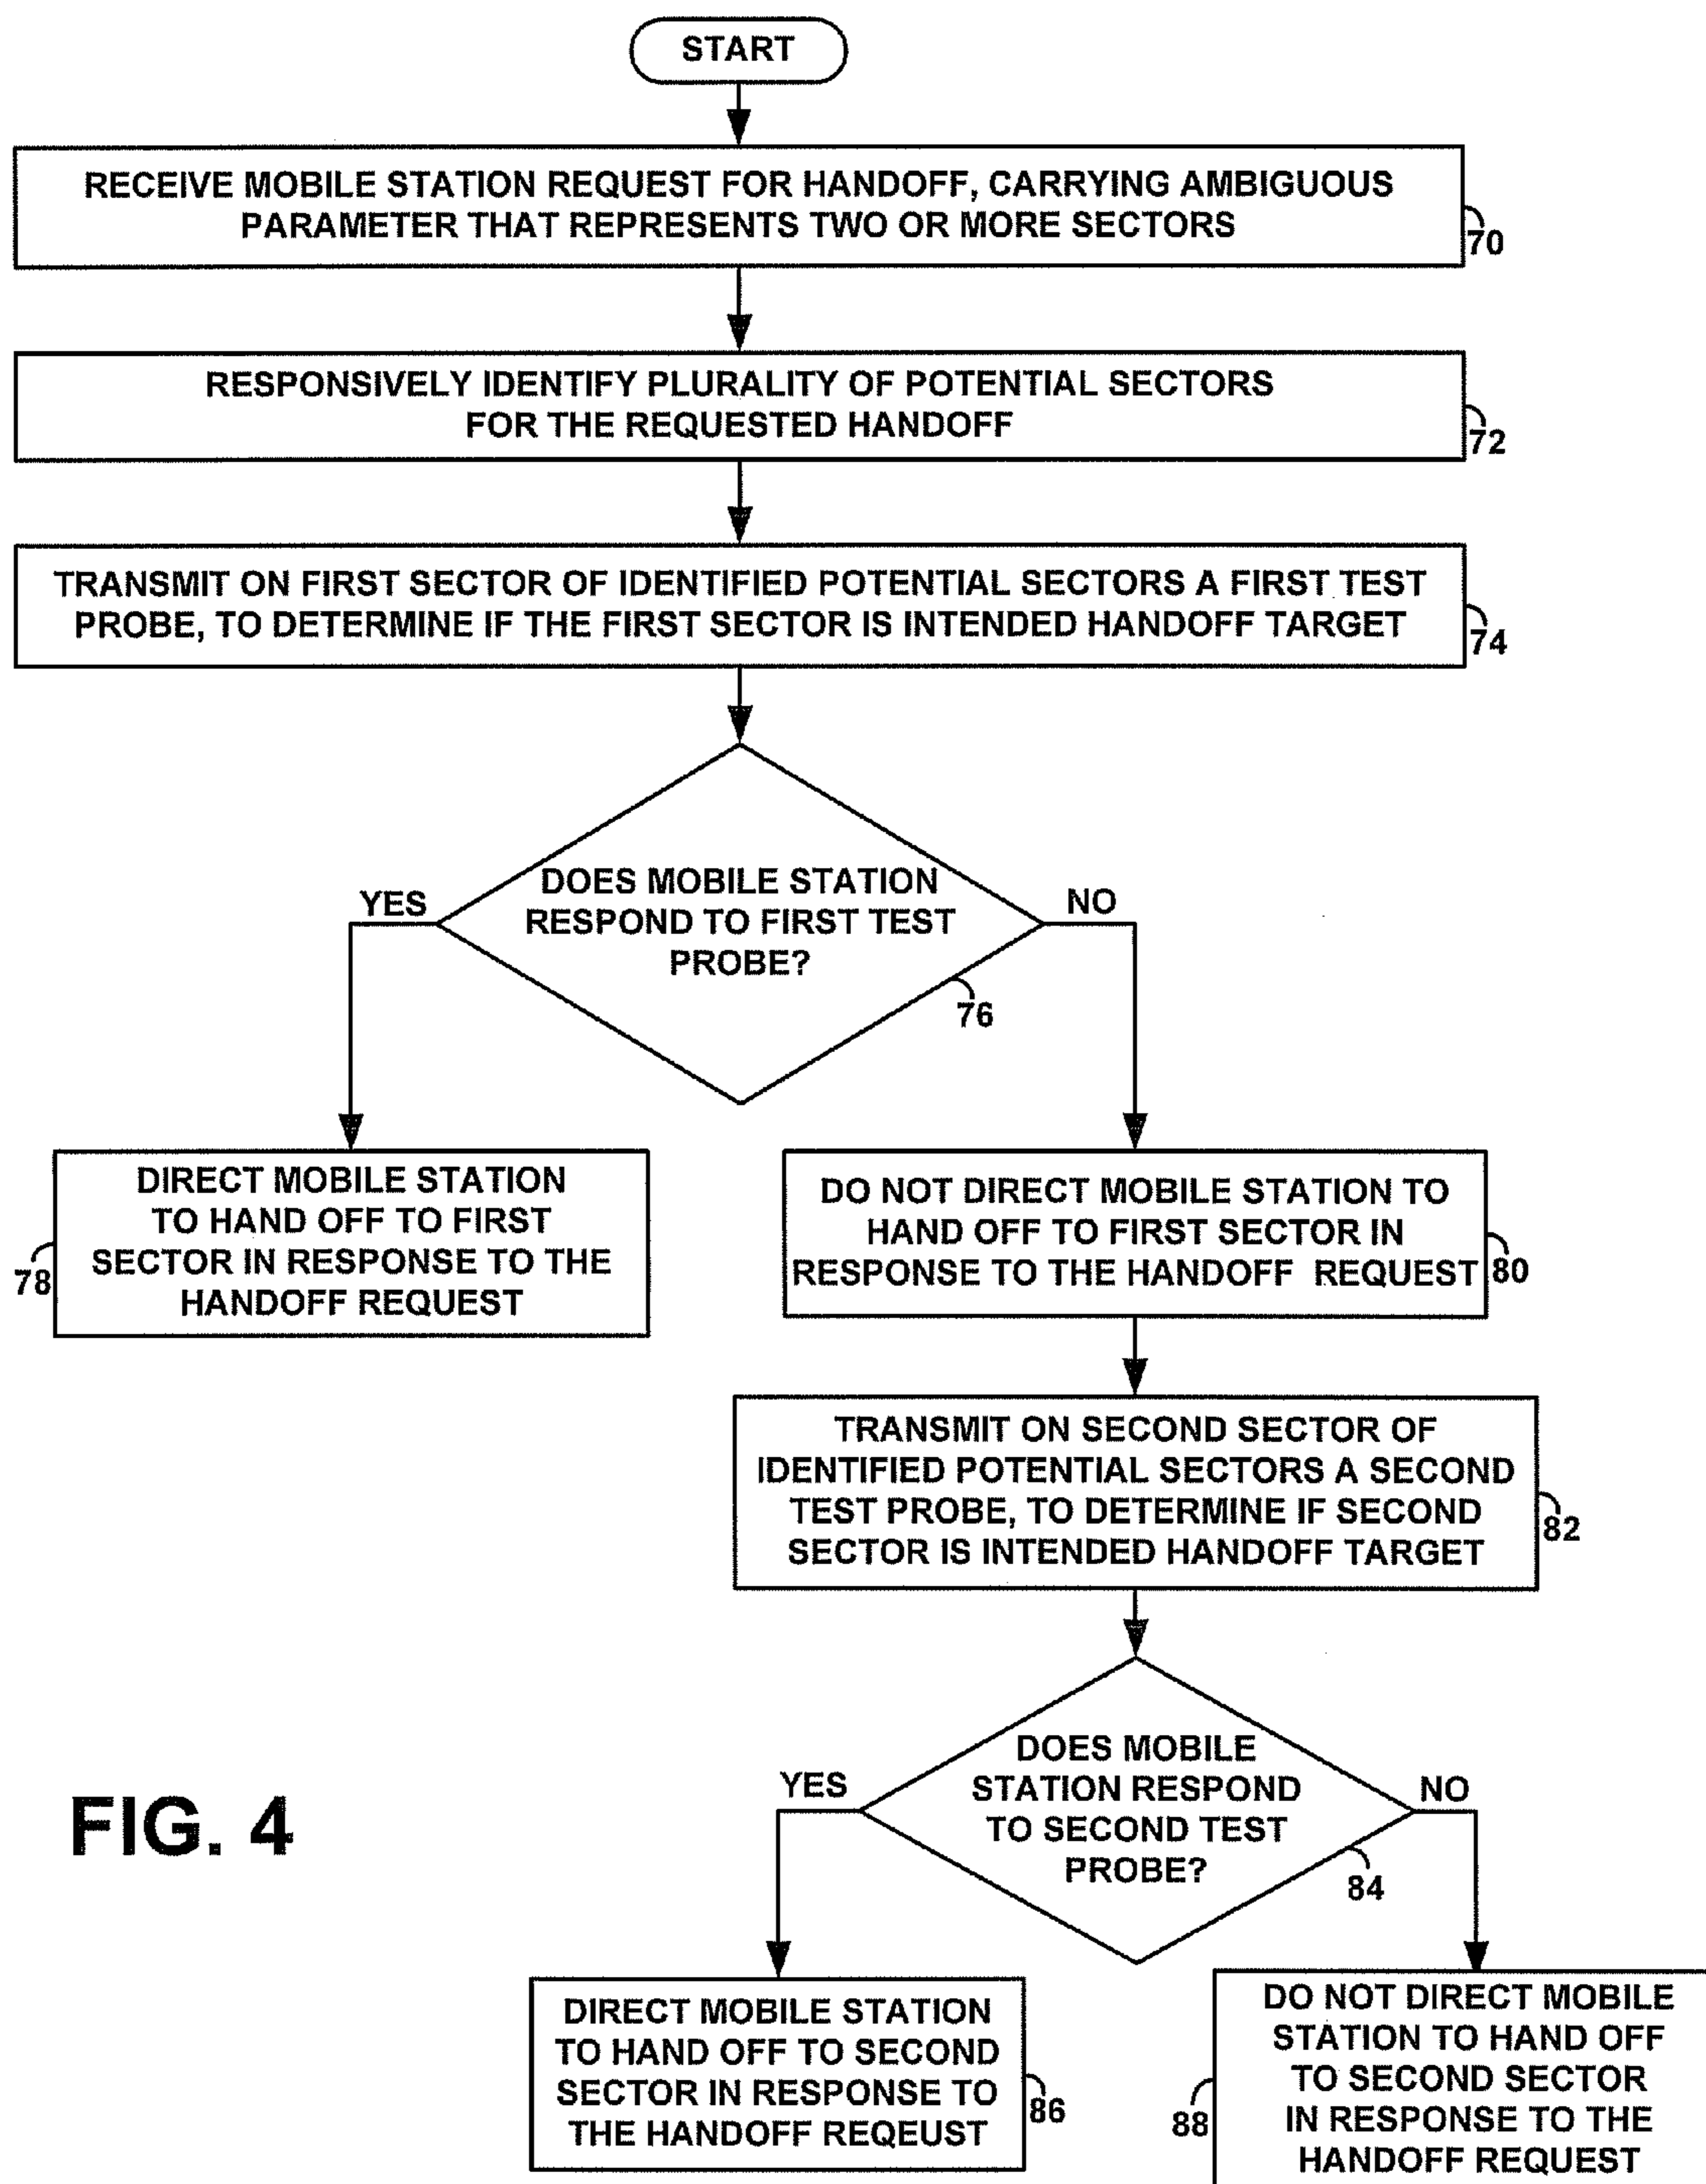 START
RECEIVE MOBILE STATION REQUEST FOR HANDOFF, CARRYING AMBIGUOUS
PARAMETER THAT REPRESENTS TWO OR MORE SECTORS
70
RESPONSIVELY IDENTIFY PLURALITY OF POTENTIAL SECTORS
FOR THE REQUESTED HANDOFF
72
TRANSMIT ON FIRST SECTOR OF IDENTIFIED POTENTIAL SECTORS A FIRST TEST
PROBE, TO DETERMINE IF THE FIRST SECTOR IS INTENDED HANDOFF TARGET
74
DOES MOBILE STATION
RESPOND TO FIRST TEST
PROBE?
76
YES
NO
DIRECT MOBILE STATION
TO HAND OFF TO FIRST
SECTOR IN RESPONSE TO THE
HANDOFF REQUEST
78
DO NOT DIRECT MOBILE STATION TO
HAND OFF TO FIRST SECTOR IN
RESPONSE TO THE HANDOFF REQUEST
80
TRANSMIT ON SECOND SECTOR OF
IDENTIFIED POTENTIAL SECTORS A SECOND
TEST PROBE, TO DETERMINE IF SECOND
SECTOR IS INTENDED HANDOFF TARGET
82
DOES MOBILE
STATION RESPOND
TO SECOND TEST
PROBE?
84
YES
NO
FIG. 4
DIRECT MOBILE STATION
TO HAND OFF TO SECOND
SECTOR IN RESPONSE TO
THE HANDOFF REQEUST
86
DO NOT DIRECT MOBILE
STATION TO HAND OFF
TO SECOND SECTOR
IN RESPONSE TO THE
HANDOFF REQUEST
88